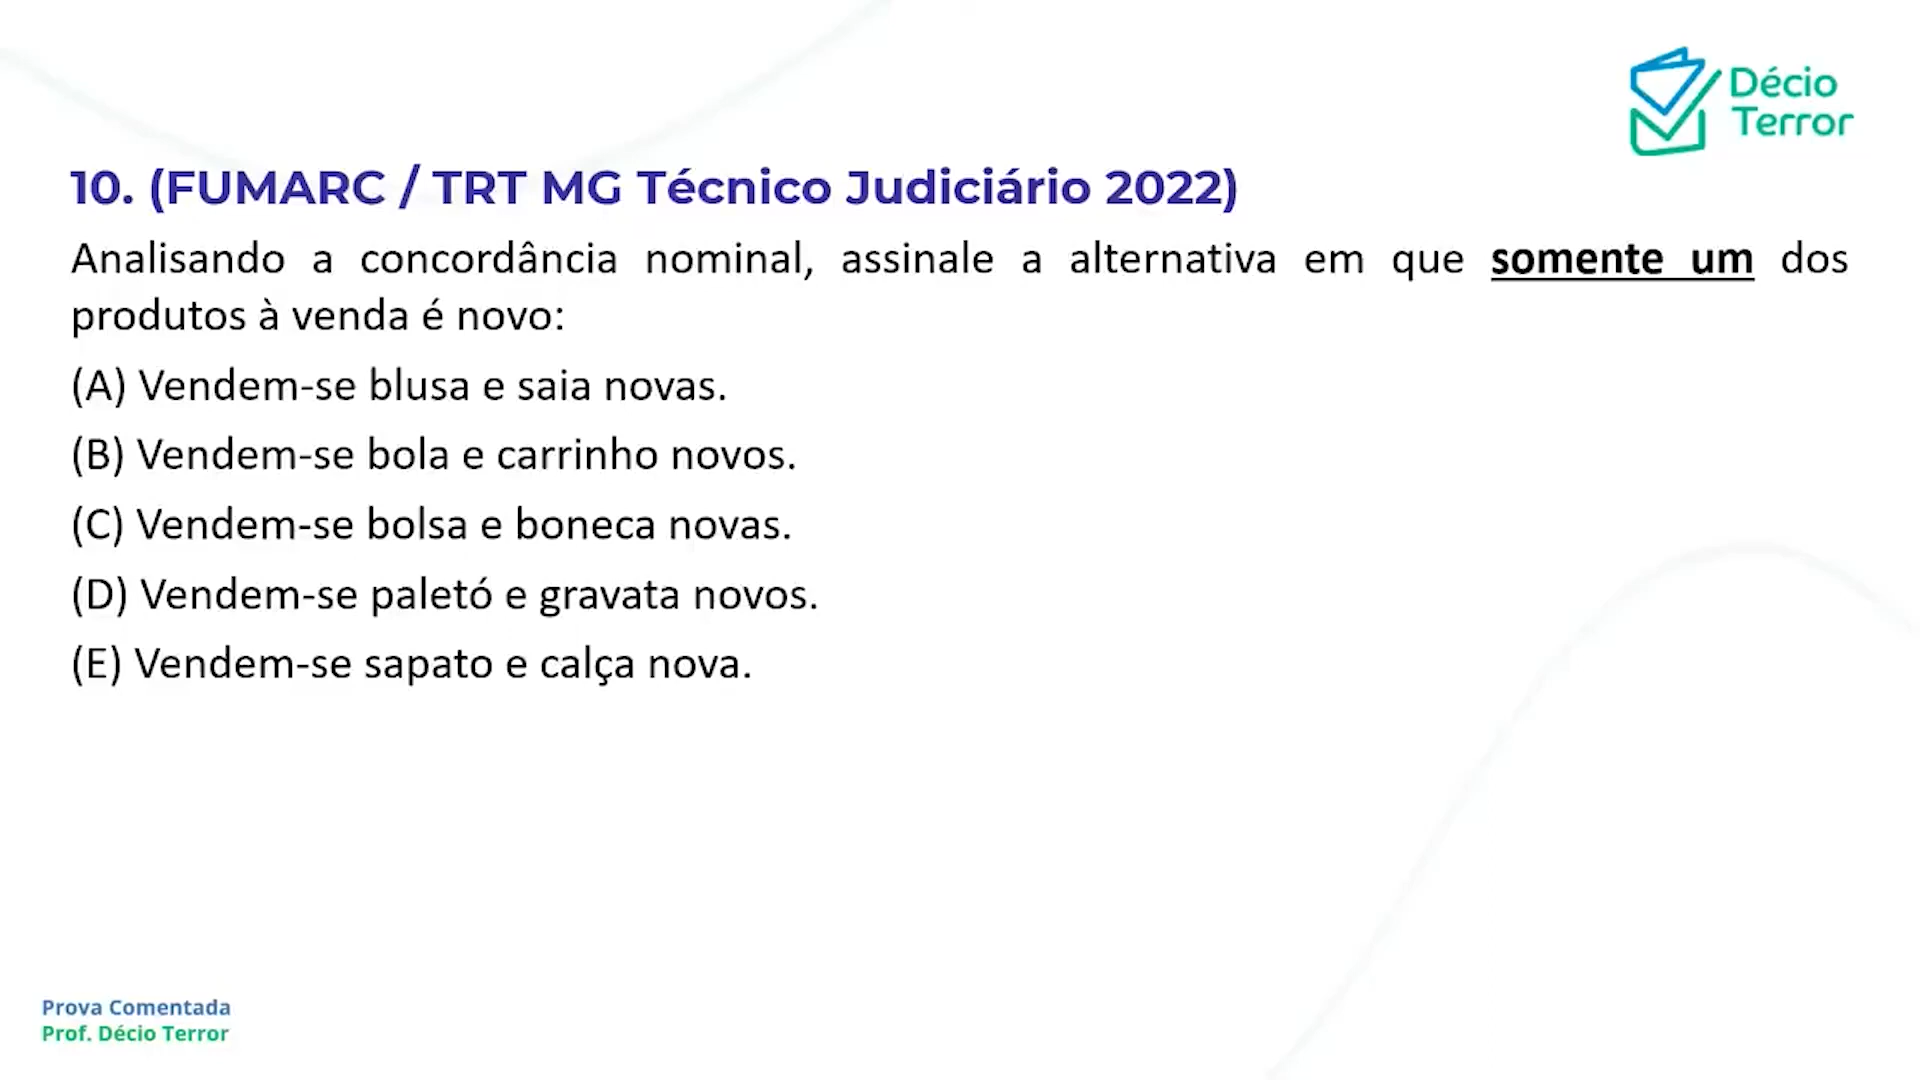 Décio
Terror
10. (FUMARC / TRT MG Técnico Judiciário 2022)
Analisando a concordância nominal, assinale a alternativa em que somente um dos
produtos à venda é novo:
(A) Vendem-se blusa e saia novas.
(B) Vendem-se bola e carrinho novos.
(C) Vendem-se bolsa e boneca novas.
(D) Vendem-se paletó e gravata novos.
(E) Vendem-se sapato e calça nova.
Prova Comentada
Prof. Décio Terror